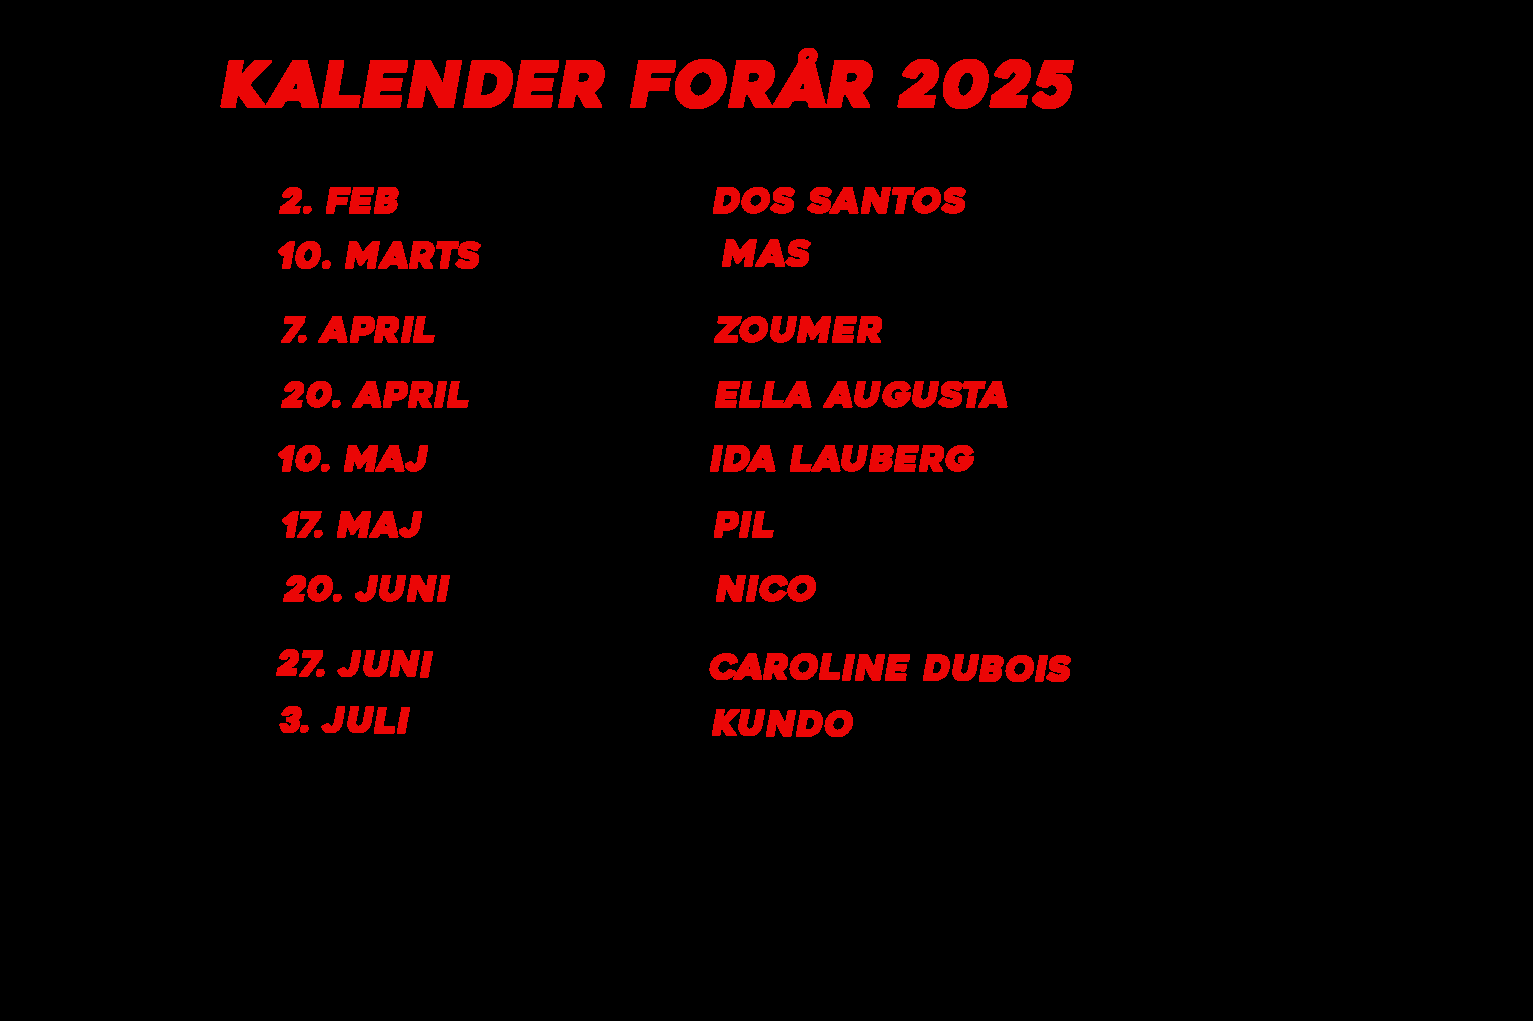 KALENDER FORÅR 2025
2. FEB DOS SANTOS
10. MARTS MAS
7. APRIL ZOUMER
20. APRIL ELLA AUGUSTA
10. MAJ IDA LAUBERG
17. MAJ PIL
20. JUNI NICO
27. JUNI CAROLINE DUBOIS
3. JULI KUNDO